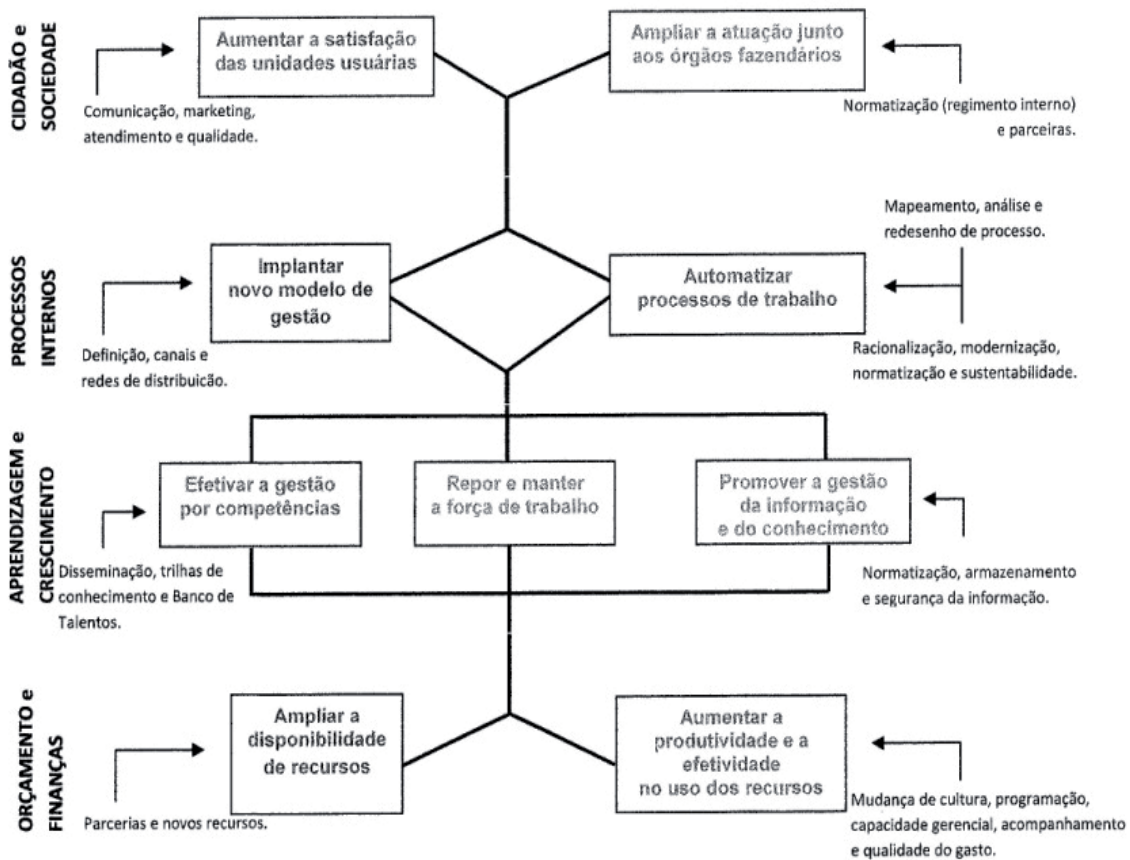 CIDADÃO e
SOCIEDADE
Aumentar a satisfação
das unidades usuárias
Ampliar a atuação junto
aos órgãos fazendários
Comunicação, marketing,
atendimento e qualidade.
Normatização (regimento interno)
e parceiras.
PROCESSOS
INTERNOS
Implantar
novo modelo de
gestão
Automatizar
processos de trabalho
Mapeamento, análise e
redesenho de processo.
Definição, canais e
redes de distribuicão.
Racionalização, modernização,
normatização e sustentabilidade.
APRENDIZAGEM e
CRESCIMENTO
Efetivar a gestão
por competências
Repor e manter
a força de trabalho
Promover a gestão
da informação
e do conhecimento
Disseminação, trilhas de
conhecimento e Banco de
Talentos.
Normatização, armazenamento
e segurança da informação.
ORÇAMENTO e
FINANÇAS
Ampliar a
disponibilidade
de recursos
Aumentar a
produtividade e a
efetividade
no uso dos recursos
Parcerias e novos recursos.
Mudança de cultura, programação,
capacidade gerencial, acompanhamento
e qualidade do gasto.